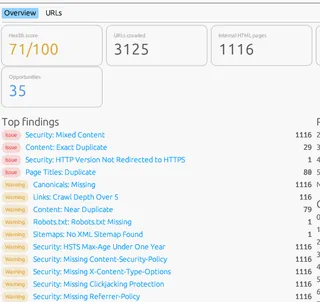 Overview URLs
Health score URLs crawled Internal HTML pages
71/100 3125 1116
Opportunities
35
Top findings
Issue Security: Mixed Content 1116
Issue Content: Exact Duplicate 29
Issue Security: HTTP Version Not Redirected to HTTPS 1
Issue Page Titles: Duplicate 80
Warning Canonicals: Missing 1116
Warning Links: Crawl Depth Over 5 116
Warning Content: Near Duplicate 79
Warning Robots.txt: Robots.txt Missing 1
Warning Sitemaps: No XML Sitemap Found 1
Warning Security: HSTS Max-Age Under One Year 1116
Warning Security: Missing Content-Security-Policy 1116
Warning Security: Missing X-Content-Type-Options 1116
Warning Security: Missing Clickjacking Protection 1116
Warning Security: Missing Referrer-Policy 1116